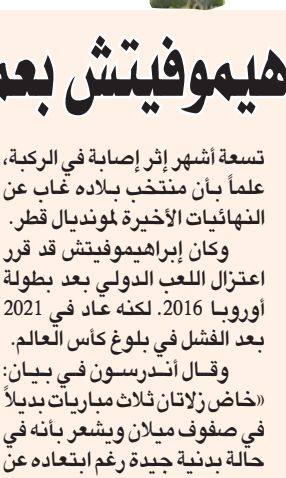 هيموفيتش بعد
تسعة أشهر إثر إصابة في الركبة،
علماً بأن منتخب بلاده غاب عن
النهائيات الأخيرة لمونديال قطر.
وكان إبراهيموفيتش قد قرر
اعتزال اللعب الدولي بعد بطولة
أوروبا 2016. لكنه عاد في 2021
بعد الفشل في بلوغ كأس العالم.
وقال أندرسون في بيان:
«خاض زلاتان ثلاث مباريات بديلاً
في صفوف ميلان ويشعر بأنه في
حالة بدنية جيدة رغم ابتعاده عن